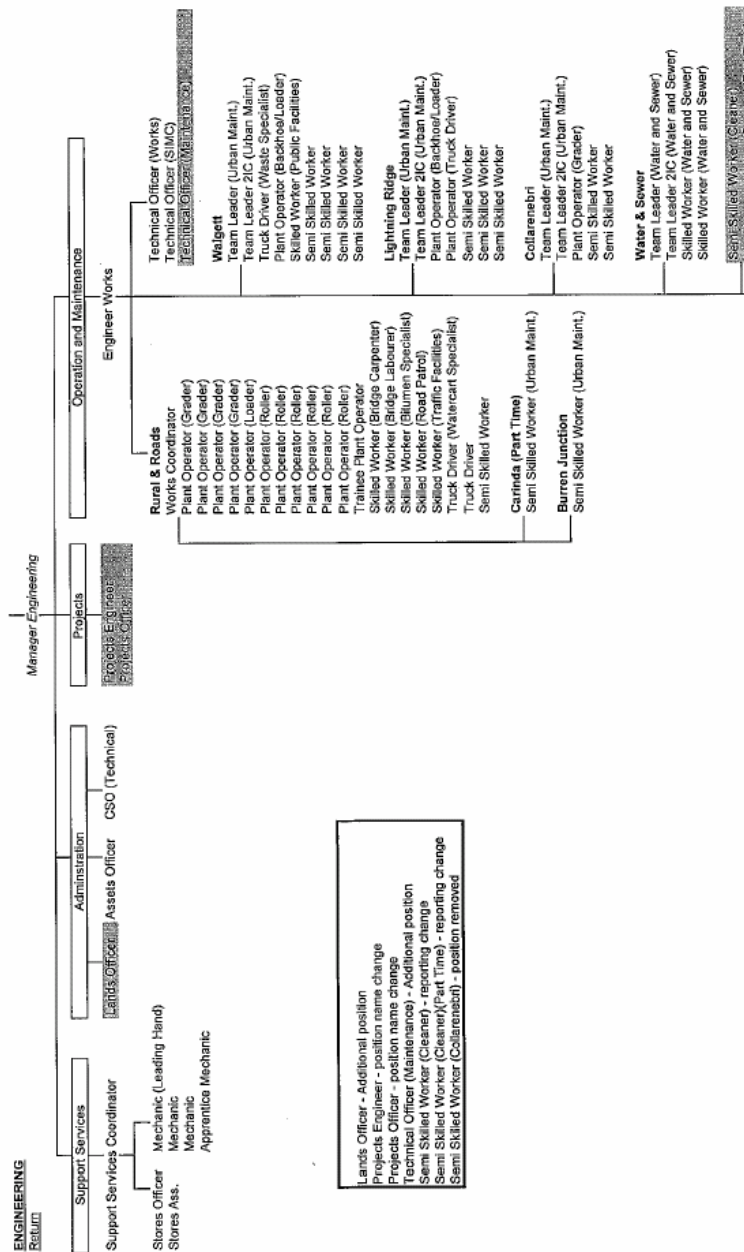 ENGINEERING
Return
Manager Engineering
Support Services
Support Services Coordinator
Stores Officer
Stores Ass.
Mechanic (Leading Hand)
Mechanic
Mechanic
Apprentice Mechanic
Adminstration
Lands Officer
Assets Officer
CSO (Technical)
Projects
Projects Engineer
Projects Officer
Operation and Maintenance
Engineer Works
Rural & Roads
Works Coordinator
Plant Operator (Grader)
Plant Operator (Grader)
Plant Operator (Grader)
Plant Operator (Grader)
Plant Operator (Loader)
Plant Operator (Roller)
Plant Operator (Roller)
Plant Operator (Roller)
Plant Operator (Roller)
Plant Operator (Roller)
Plant Operator (Roller)
Trainee Plant Operator
Skilled Worker (Bridge Carpenter)
Skilled Worker (Bridge Labourer)
Skilled Worker (Bitumen Specialist)
Skilled Worker (Road Patrol)
Skilled Worker (Traffic Facilities)
Truck Driver (Watercart Specialist)
Truck Driver
Semi Skilled Worker
Carinda (Part Time)
Semi Skilled Worker (Urban Maint.)
Burren Junction
Semi Skilled Worker (Urban Maint.)
Technical Officer (Works)
Technical Officer (SIMC)
Technical Officer (Maintenance)
Walgett
Team Leader (Urban Maint.)
Team Leader 2IC (Urban Maint.)
Truck Driver (Waste Specialist)
Plant Operator (Backhoe/Loader)
Skilled Worker (Public Facilities)
Semi Skilled Worker
Semi Skilled Worker
Semi Skilled Worker
Semi Skilled Worker
Lightning Ridge
Team Leader (Urban Maint.)
Team Leader 2IC (Urban Maint.)
Plant Operator (Backhoe/Loader)
Plant Operator (Truck Driver)
Semi Skilled Worker
Semi Skilled Worker
Semi Skilled Worker
Collarenebri
Team Leader (Urban Maint.)
Team Leader 2IC (Urban Maint.)
Plant Operator (Grader)
Semi Skilled Worker
Semi Skilled Worker
Water & Sewer
Team Leader (Water and Sewer)
Team Leader 2IC (Water and Sewer)
Skilled Worker (Water and Sewer)
Skilled Worker (Water and Sewer)
Semi Skilled Worker (Cleaner)
Lands Officer - Additional position
Projects Engineer - position name change
Projects Officer - position name change
Technical Officer (Maintenance) - Additional position
Semi Skilled Worker (Cleaner) - reporting change
Semi Skilled Worker (Cleaner)(Part Time) - reporting change
Semi Skilled Worker (Collarenebri) - position removed